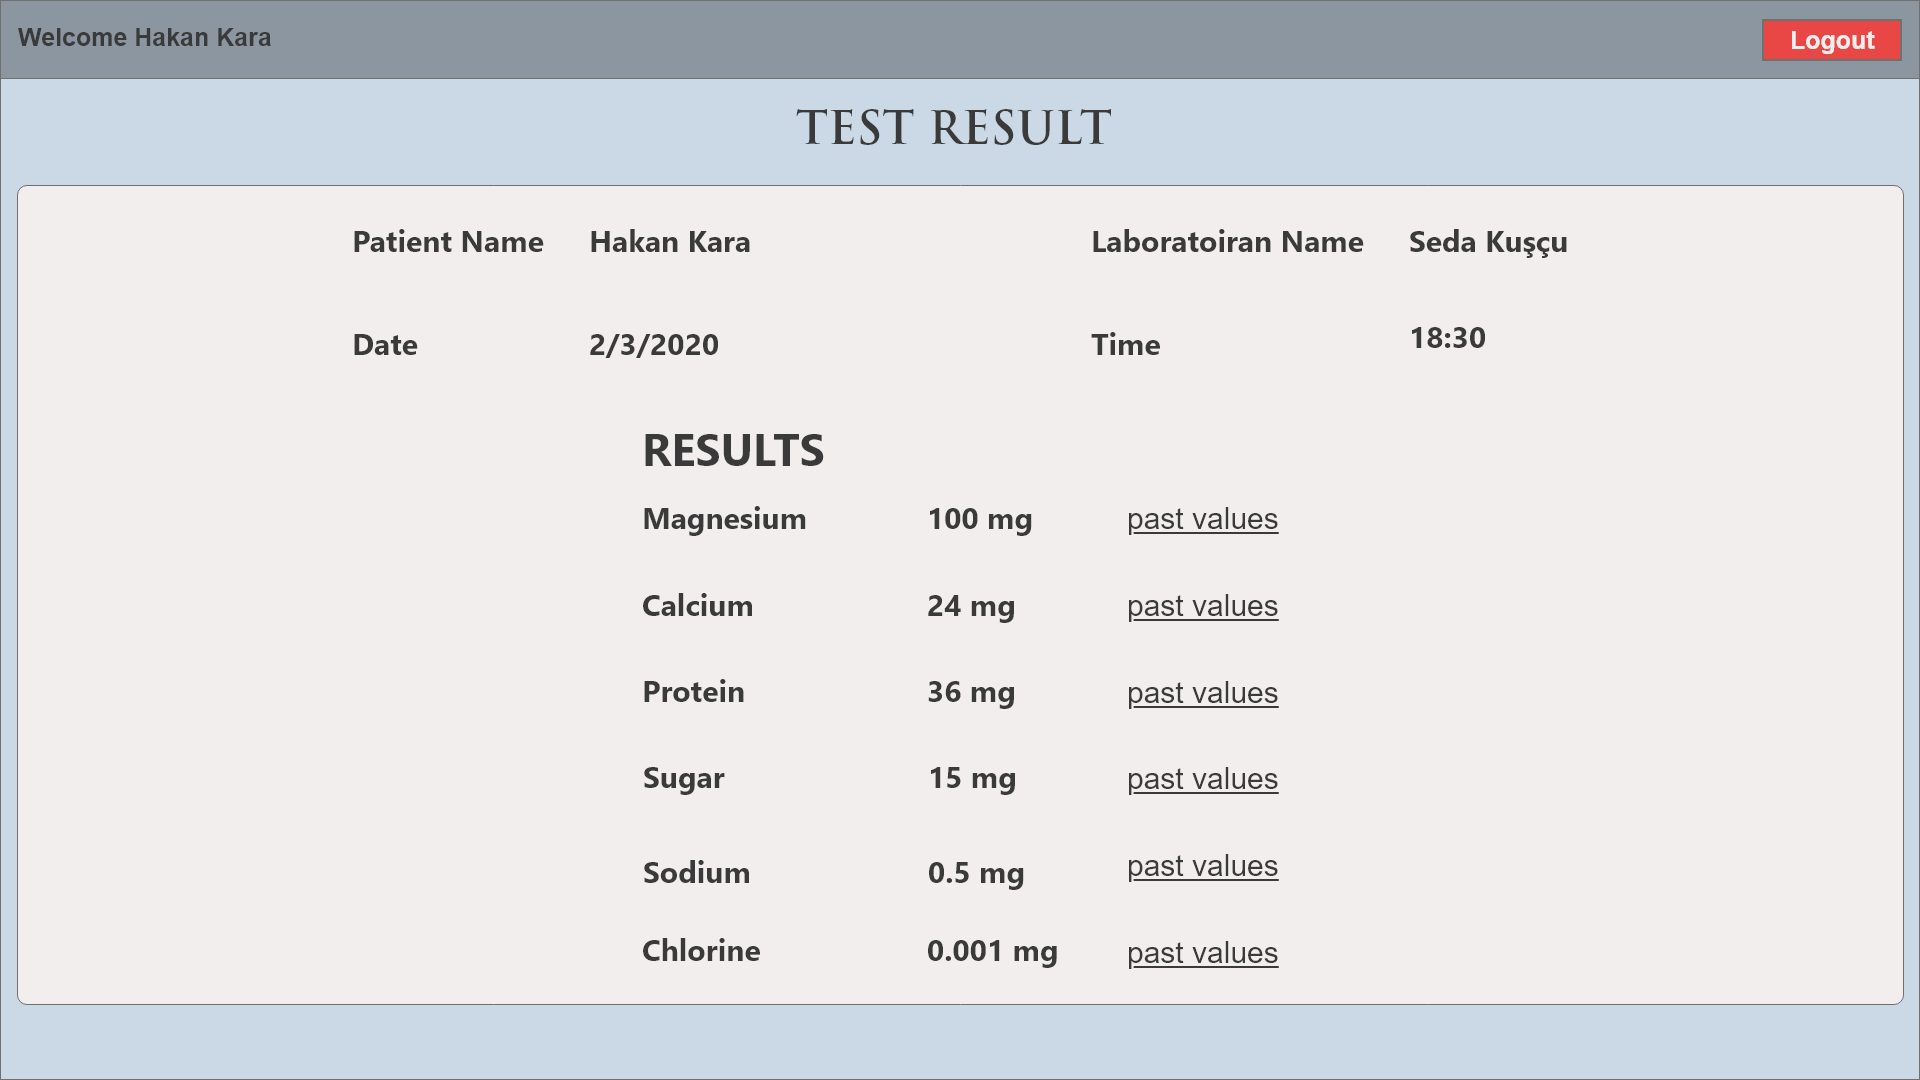 Welcome Hakan Kara
Logout
TEST RESULT
Patient Name Hakan Kara Laboratoiran Name Seda Kuşçu
Date 2/3/2020 Time 18:30
RESULTS
Magnesium 100 mg past values
Calcium 24 mg past values
Protein 36 mg past values
Sugar 15 mg past values
Sodium 0.5 mg past values
Chlorine 0.001 mg past values